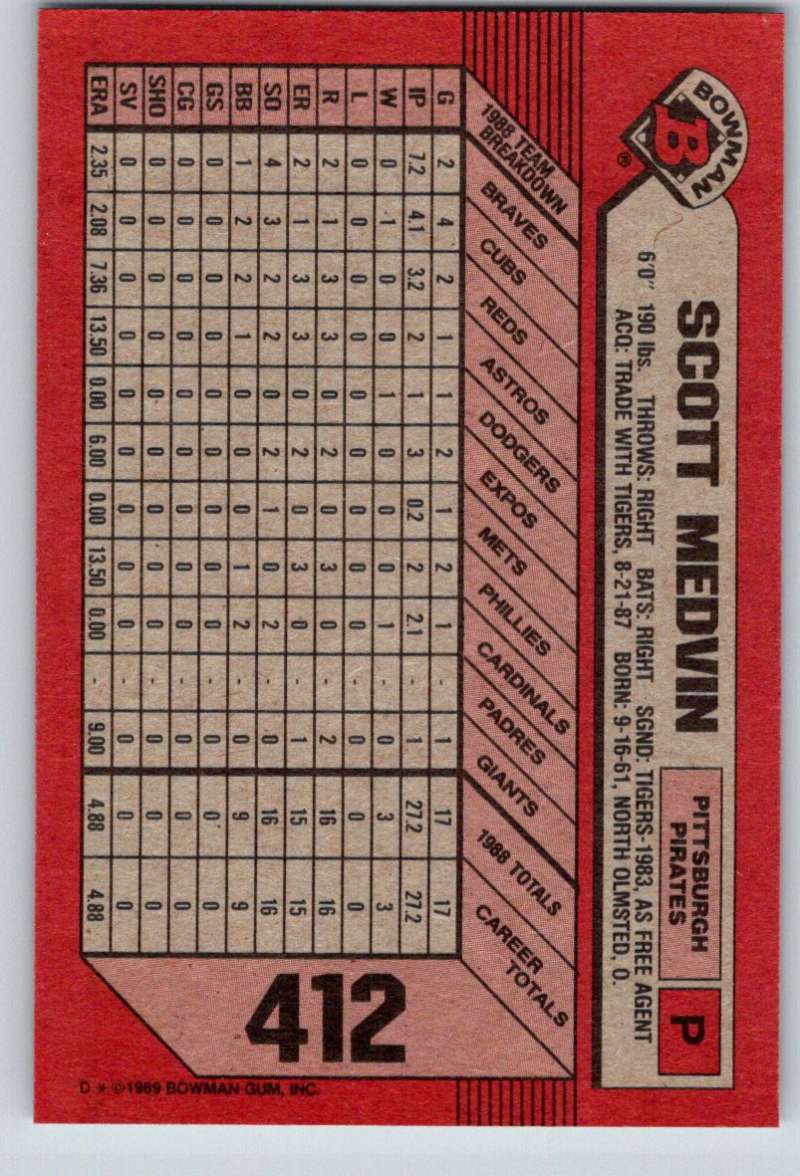 BOWMAN
B
®
SCOTT MEDVIN
PITTSBURGH
PIRATES
P
6'0" 190 lbs. THROWS: RIGHT BATS: RIGHT SGND: TIGERS-1983, AS FREE AGENT
ACQ: TRADE WITH TIGERS, 8-21-87 BORN: 9-16-61, NORTH OLMSTED, O.
1988 TEAM
BREAKDOWN
BRAVES
CUBS
REDS
ASTROS
DODGERS
EXPOS
METS
PHILLIES
CARDINALS
PADRES
GIANTS
1988 TOTALS
CAREER
TOTALS
G 2 4 2 1 1 2 1 2 1 - 1 17 17
IP 7.2 4.1 3.2 2 1 3 0.2 2 2.1 - 1 27.2 27.2
W 0 1 0 0 1 0 0 0 1 - 0 3 3
L 0 0 0 0 0 0 0 0 0 - 0 0 0
R 2 1 3 3 0 2 0 3 0 - 2 16 16
ER 2 1 3 3 0 2 0 3 0 - 1 15 15
SO 4 3 2 2 0 2 1 0 2 - 0 16 16
BB 1 2 2 1 0 0 0 1 2 - 0 9 9
GS 0 0 0 0 0 0 0 0 0 - 0 0 0
CG 0 0 0 0 0 0 0 0 0 - 0 0 0
SHO 0 0 0 0 0 0 0 0 0 - 0 0 0
SV 0 0 0 0 0 0 0 0 0 - 0 0 0
ERA 2.35 2.08 7.36 13.50 0.00 6.00 0.00 13.50 0.00 - 9.00 4.88 4.88
412
D * ©1989 BOWMAN GUM, INC.